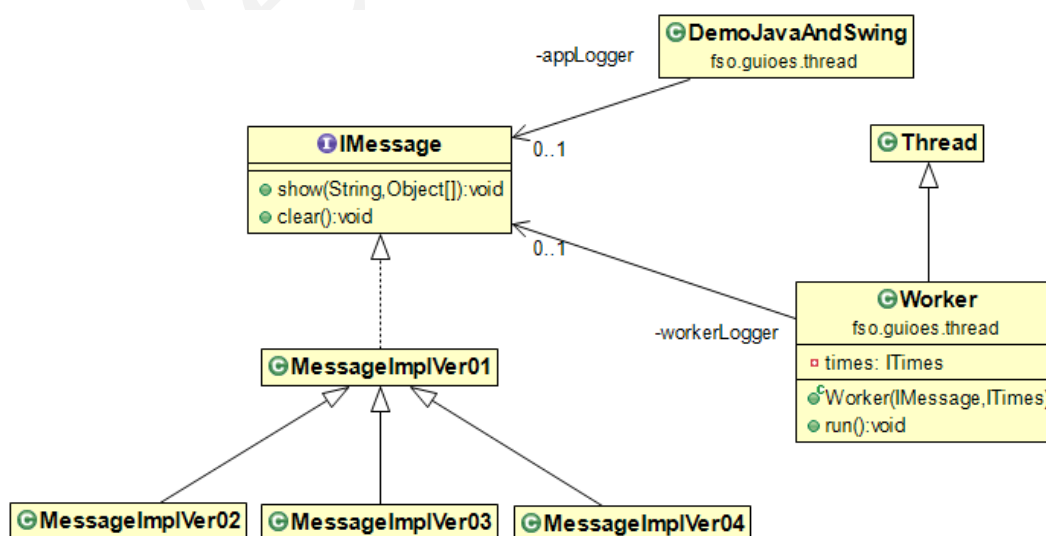 DemoJavaAndSwing
fso.guioes.thread
-appLogger
IMessage
show(String,Object[]):void
clear():void
0..1
Thread
0..1
Worker
fso.guioes.thread
-workerLogger
times: ITimes
Worker(IMessage,ITimes)
run():void
MessageImplVer01
MessageImplVer02
MessageImplVer03
MessageImplVer04